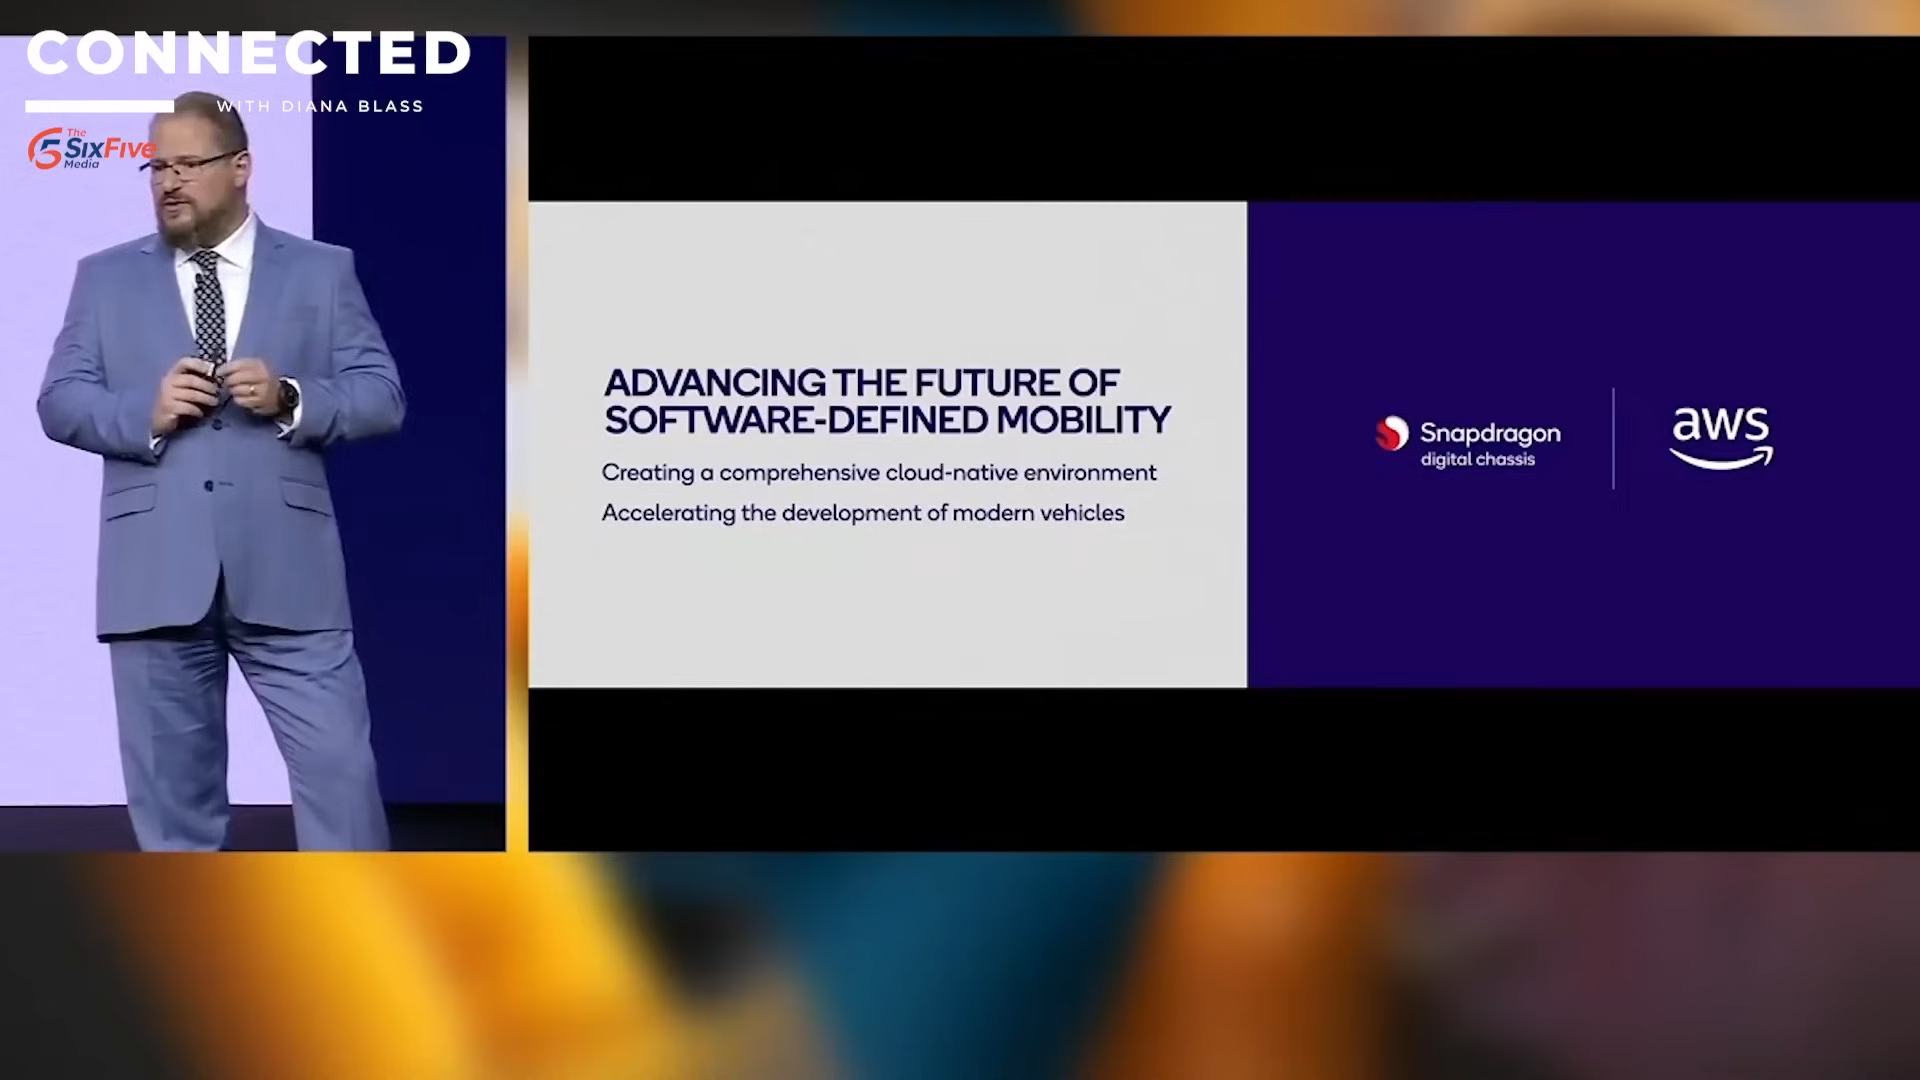 CONNECTED
WITH DIANA BLASS
The
SixFive
Media
ADVANCING THE FUTURE OF
SOFTWARE-DEFINED MOBILITY
Creating a comprehensive cloud-native environment
Accelerating the development of modern vehicles
Snapdragon
digital chassis
aws